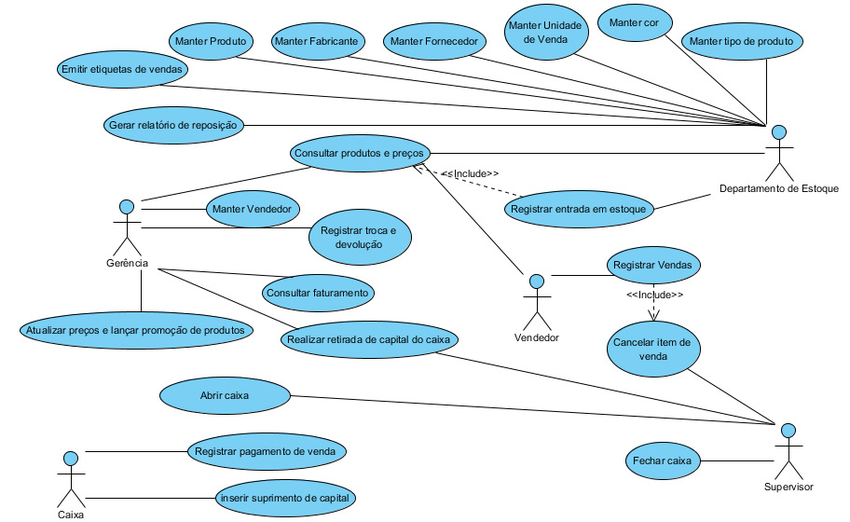 Manter Produto
Manter Fabricante
Manter Fornecedor
Manter Unidade
de Venda
Manter cor
Manter tipo de produto
Emitir etiquetas de vendas
Gerar relatório de reposição
Consultar produtos e preços
<<Include>>
Departamento de Estoque
Manter Vendedor
Registrar entrada em estoque
Registrar troca e
devolução
Gerência
Registrar Vendas
Consultar faturamento
<<Include>>
Atualizar preços e lançar promoção de produtos
Realizar retirada de capital do caixa
Vendedor
Cancelar item de
venda
Abrir caixa
Registrar pagamento de venda
Fechar caixa
Supervisor
inserir suprimento de capital
Caixa